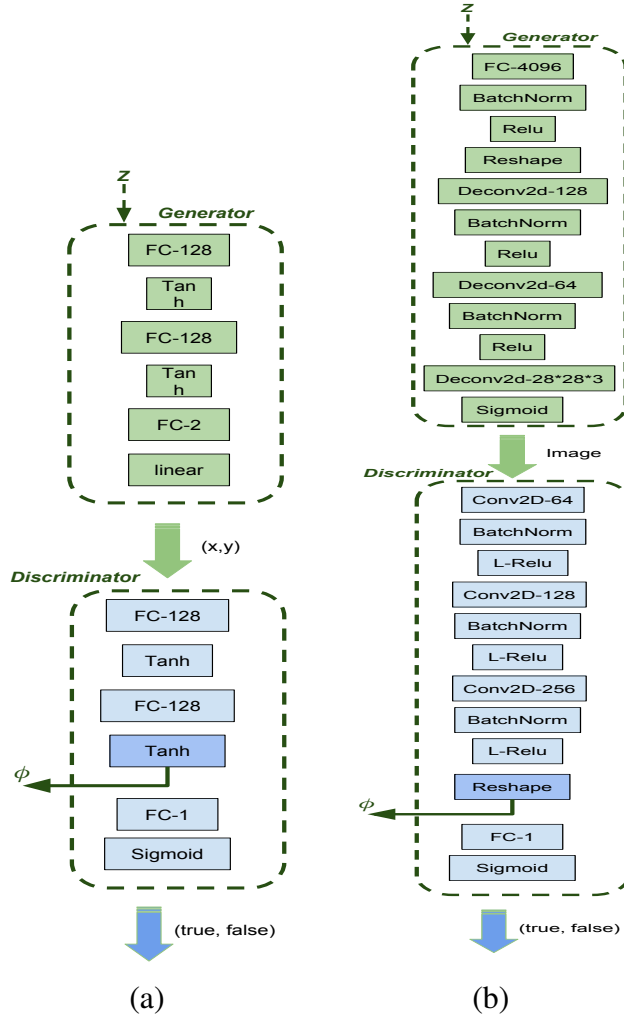 Z
Generator
FC-128
Tan
h
FC-128
Tan
h
FC-2
linear
(x,y)
Discriminator
FC-128
Tanh
FC-128
Tanh
ϕ
FC-1
Sigmoid
(true, false)
(a)
Z
Generator
FC-4096
BatchNorm
Relu
Reshape
Deconv2d-128
BatchNorm
Relu
Deconv2d-64
BatchNorm
Relu
Deconv2d-28*28*3
Sigmoid
Image
Discriminator
Conv2D-64
BatchNorm
L-Relu
Conv2D-128
BatchNorm
L-Relu
Conv2D-256
BatchNorm
L-Relu
Reshape
ϕ
FC-1
Sigmoid
(true, false)
(b)